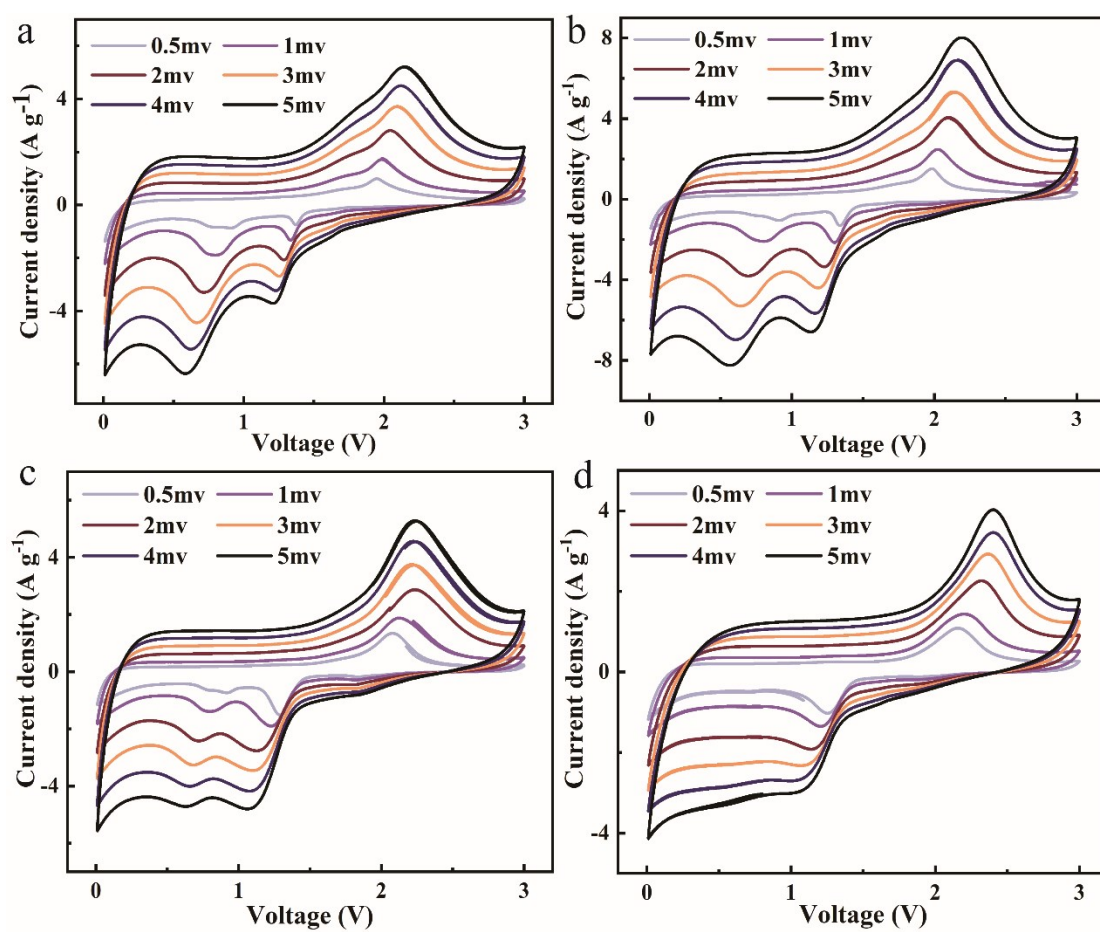 a
0.5mv 1mv
2mv 3mv
4mv 5mv
Current density (A g⁻¹)
4
0
-4
0 1 2 3
Voltage (V)
b
0.5mv 1mv
2mv 3mv
4mv 5mv
Current density (A g⁻¹)
8
4
0
-4
-8
0 1 2 3
Voltage (V)
c
0.5mv 1mv
2mv 3mv
4mv 5mv
Current density (A g⁻¹)
4
0
-4
0 1 2 3
Voltage (V)
d
0.5mv 1mv
2mv 3mv
4mv 5mv
Current density (A g⁻¹)
4
0
-4
0 1 2 3
Voltage (V)